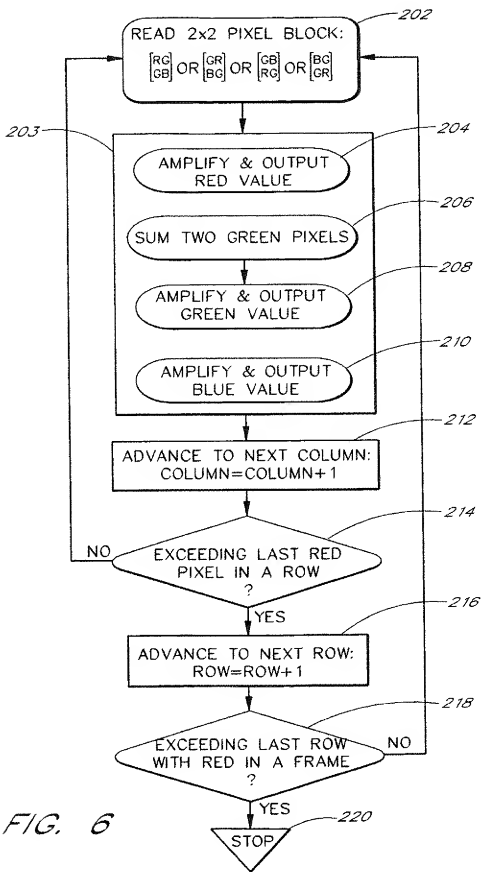 202
READ 2x2 PIXEL BLOCK:
[RG GB] OR [GR BG] OR [GB RG] OR [BG GR]
203
204
AMPLIFY & OUTPUT
RED VALUE
206
SUM TWO GREEN PIXELS
208
AMPLIFY & OUTPUT
GREEN VALUE
210
AMPLIFY & OUTPUT
BLUE VALUE
212
ADVANCE TO NEXT COLUMN:
COLUMN=COLUMN+1
214
NO
EXCEEDING LAST RED
PIXEL IN A ROW
?
YES
216
ADVANCE TO NEXT ROW:
ROW=ROW+1
218
EXCEEDING LAST ROW
WITH RED IN A FRAME
?
NO
YES
220
STOP
FIG. 6